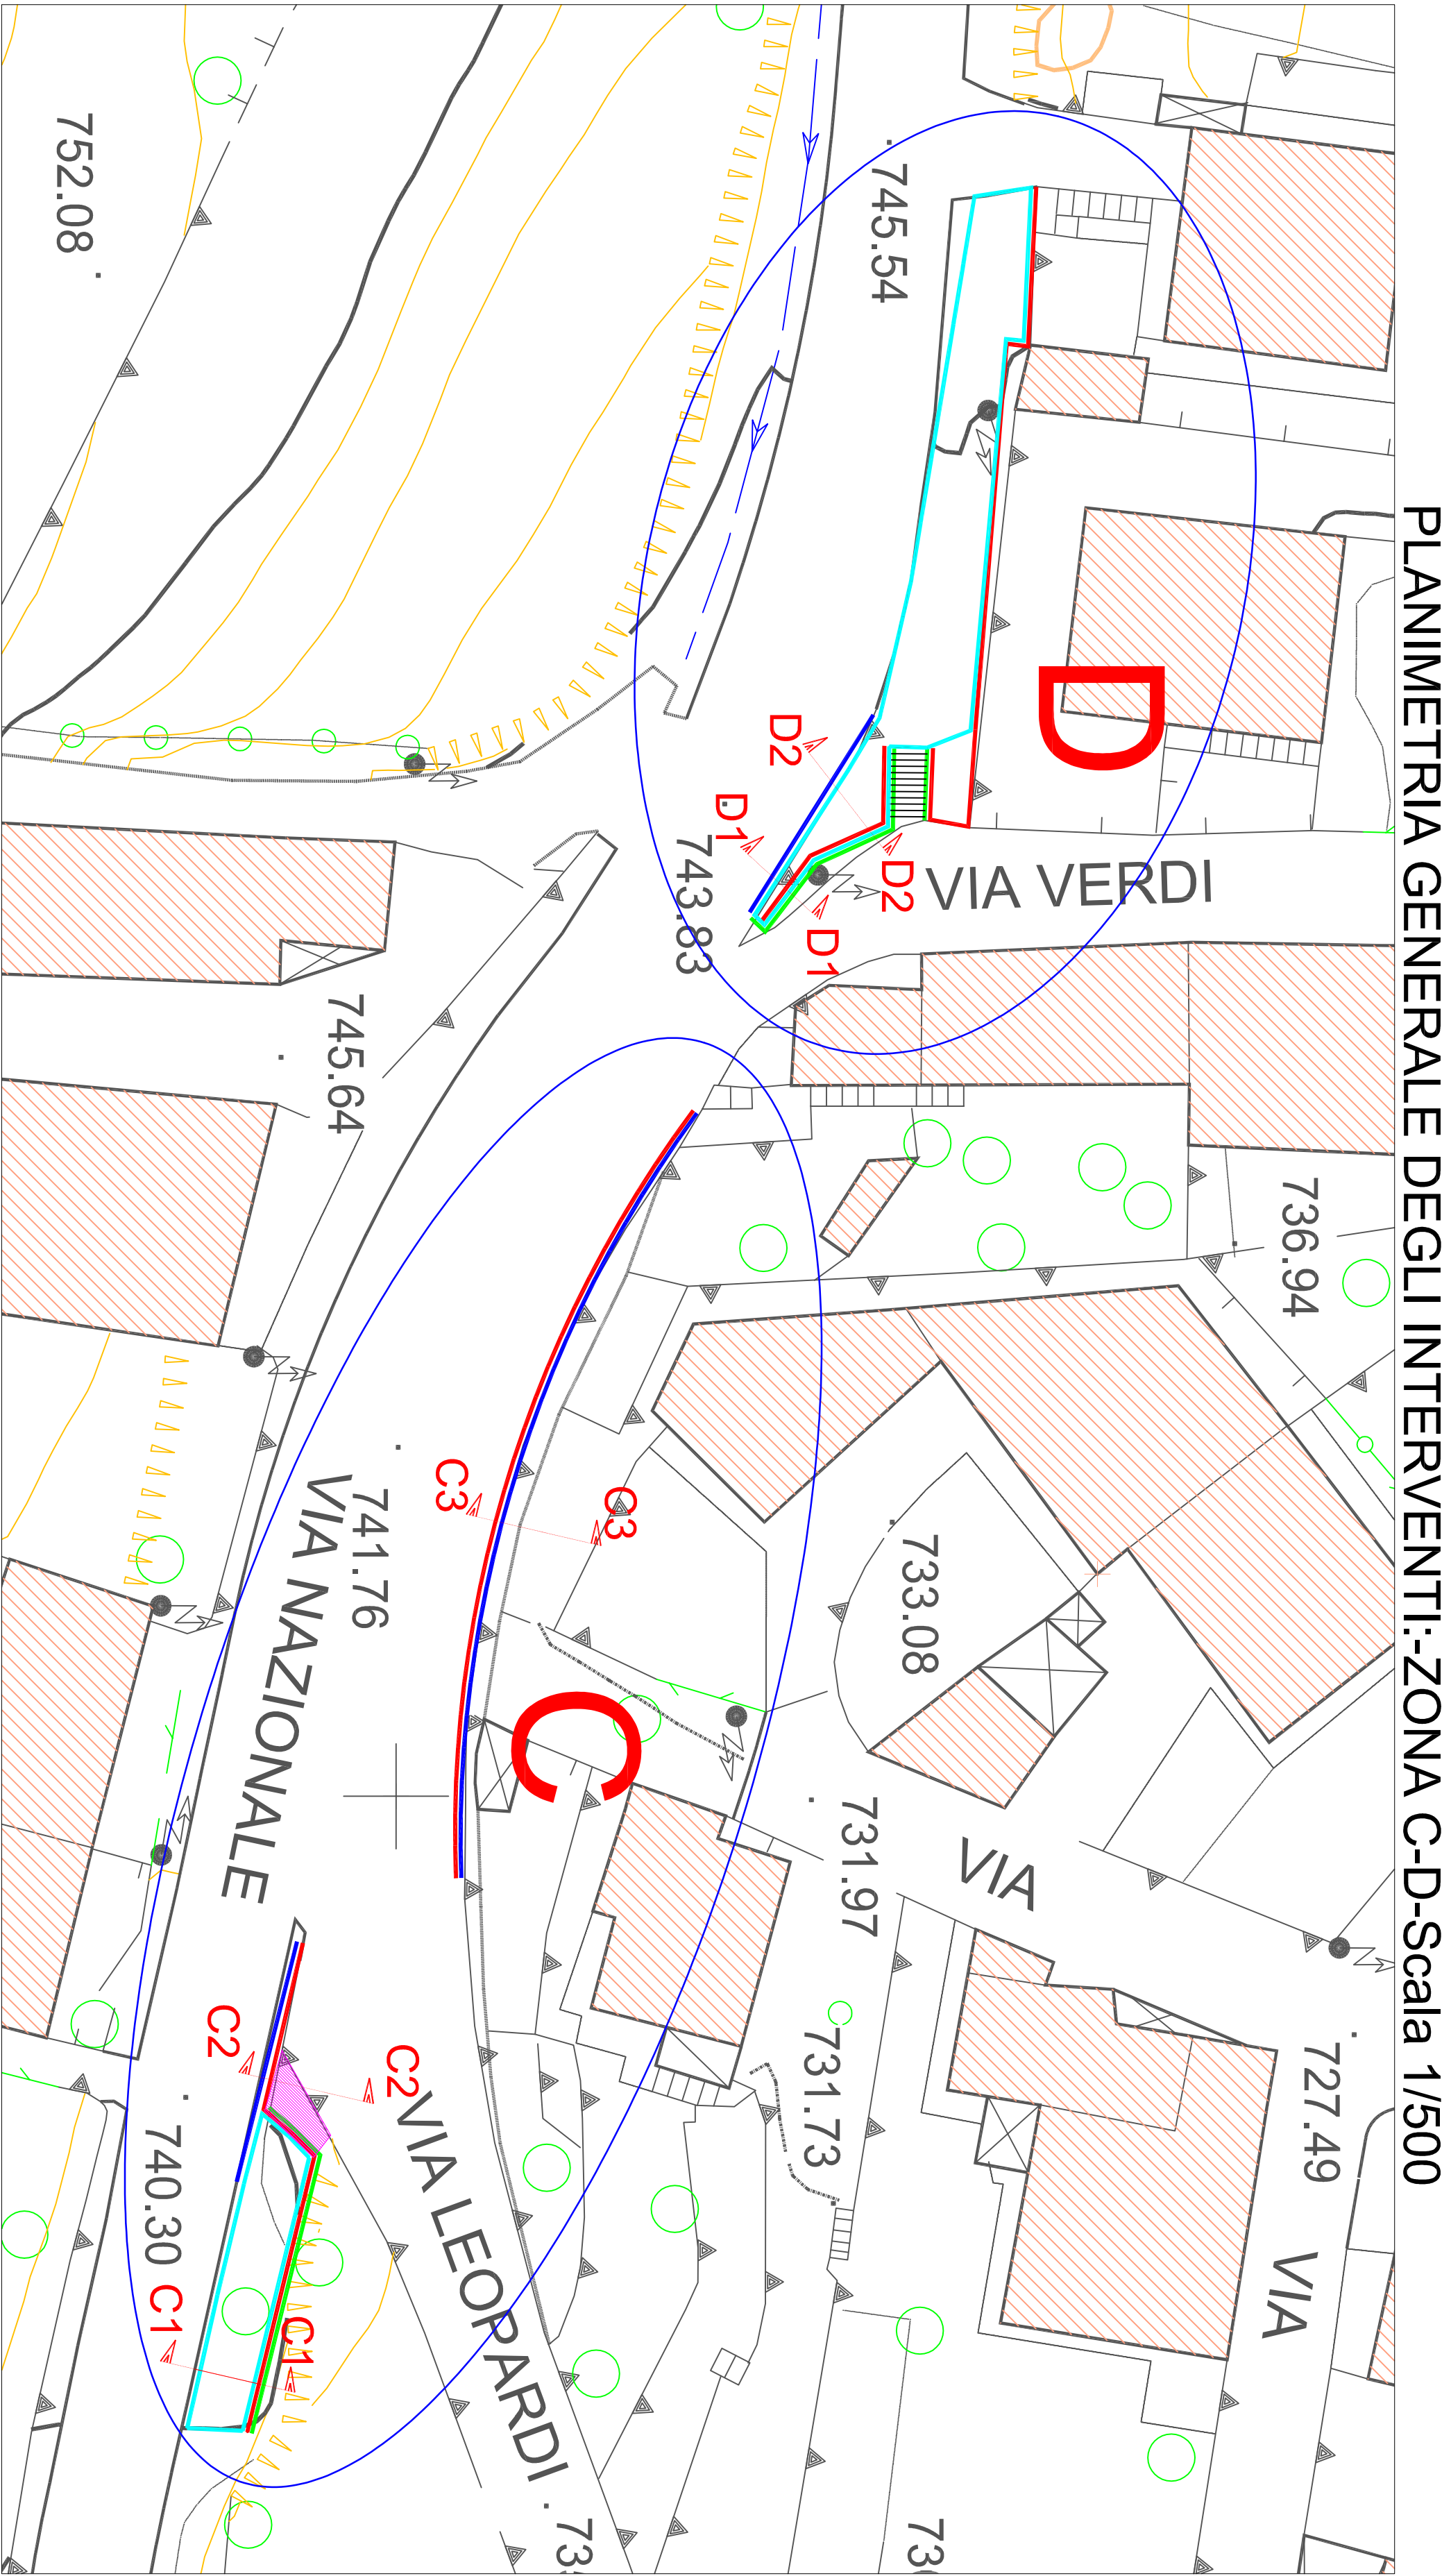 PLANIMETRIA GENERALE DEGLI INTERVENTI:-ZONA C-D-Scala 1/500
752.08
745.54
D
D2
D1
743.83
D2
D1
VIA VERDI
745.64
736.94
C3
C3
741.76
VIA NAZIONALE
733.08
C
731.97
VIA
C2
C2
731.73
727.49
740.30
VIA LEOPARDI
VIA
C1
C1